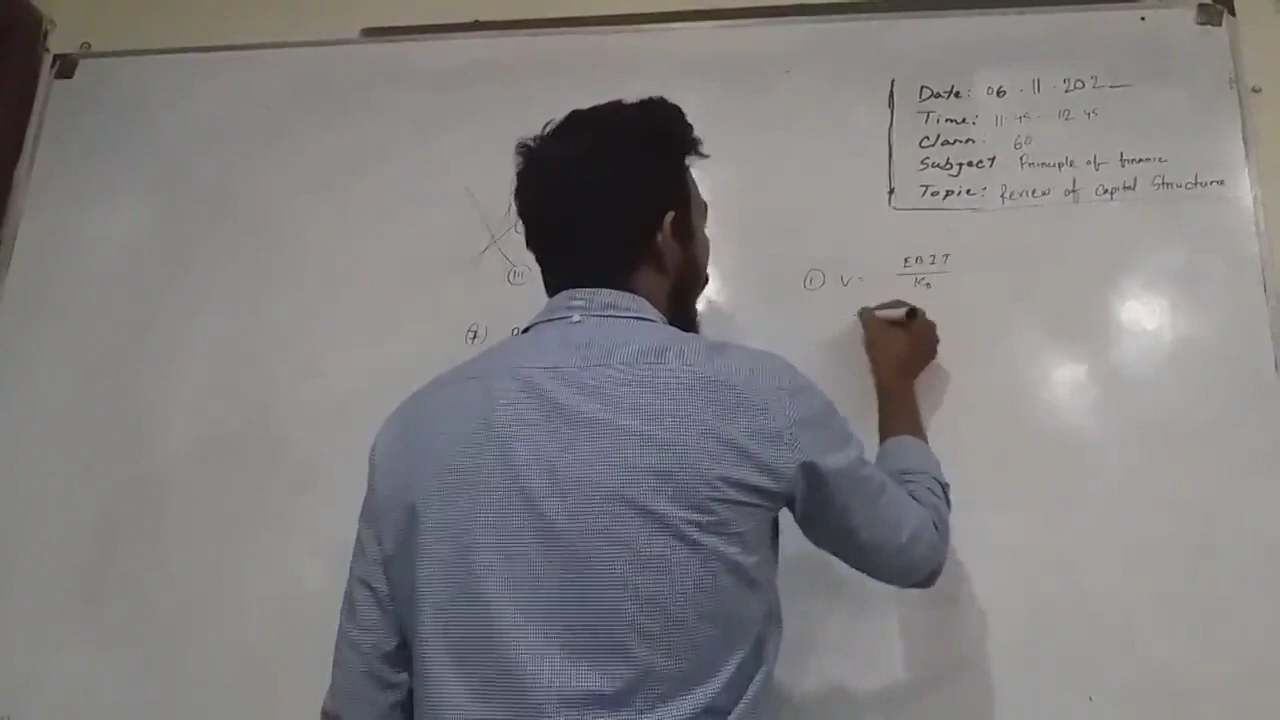 Date: 06 . 11 . 202
Time: 11 45 - 12 45
Class. 60
Subject Principle of finance
Topic: Review of Capital Structure
(III)
(i) V = EBIT / K₀